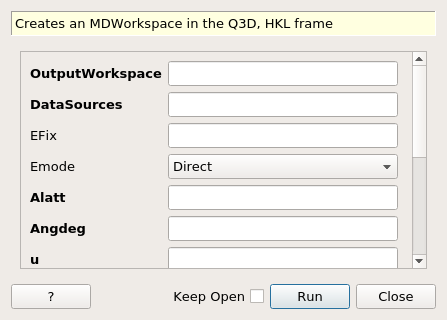 Creates an MDWorkspace in the Q3D, HKL frame
OutputWorkspace
DataSources
EFix
Emode Direct
Alatt
Angdeg
u
? Keep Open Run Close